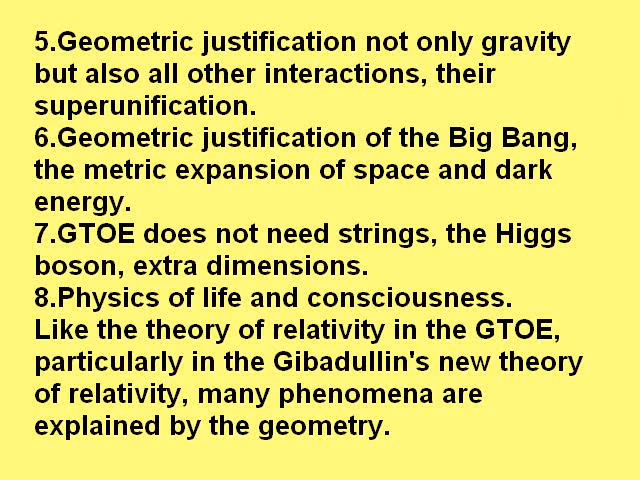 5.Geometric justification not only gravity
but also all other interactions, their
superunification.
6.Geometric justification of the Big Bang,
the metric expansion of space and dark
energy.
7.GTOE does not need strings, the Higgs
boson, extra dimensions.
8.Physics of life and consciousness.
Like the theory of relativity in the GTOE,
particularly in the Gibadullin's new theory
of relativity, many phenomena are
explained by the geometry.